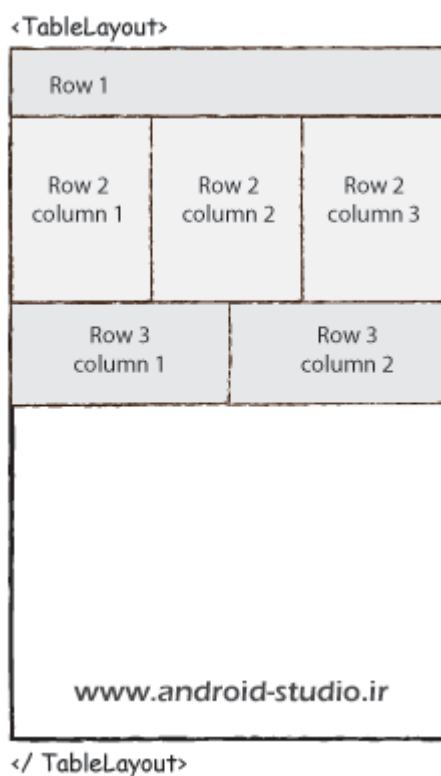 <TableLayout>
Row 1
Row 2
column 1
Row 2
column 2
Row 2
column 3
Row 3
column 1
Row 3
column 2
www.android-studio.ir
</ TableLayout>